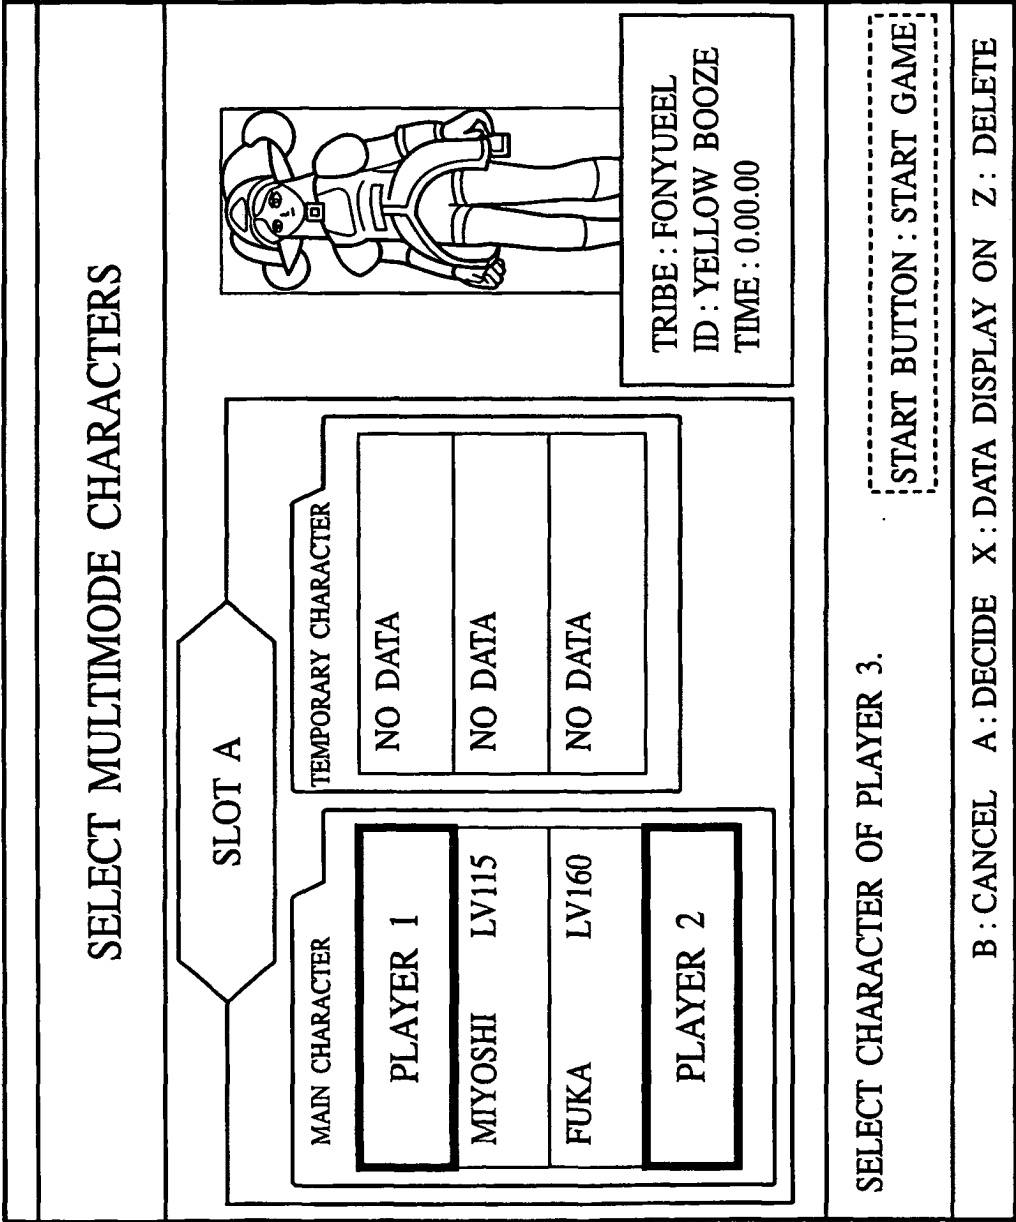 SELECT MULTIMODE CHARACTERS
SLOT A
MAIN CHARACTER
PLAYER 1
MIYOSHI LV115
FUKA LV160
PLAYER 2
TEMPORARY CHARACTER
NO DATA
NO DATA
NO DATA
TRIBE : FONYUEEL
ID : YELLOW BOOZE
TIME : 0.00.00
SELECT CHARACTER OF PLAYER 3.
START BUTTON : START GAME
B : CANCEL A : DECIDE X : DATA DISPLAY ON Z : DELETE